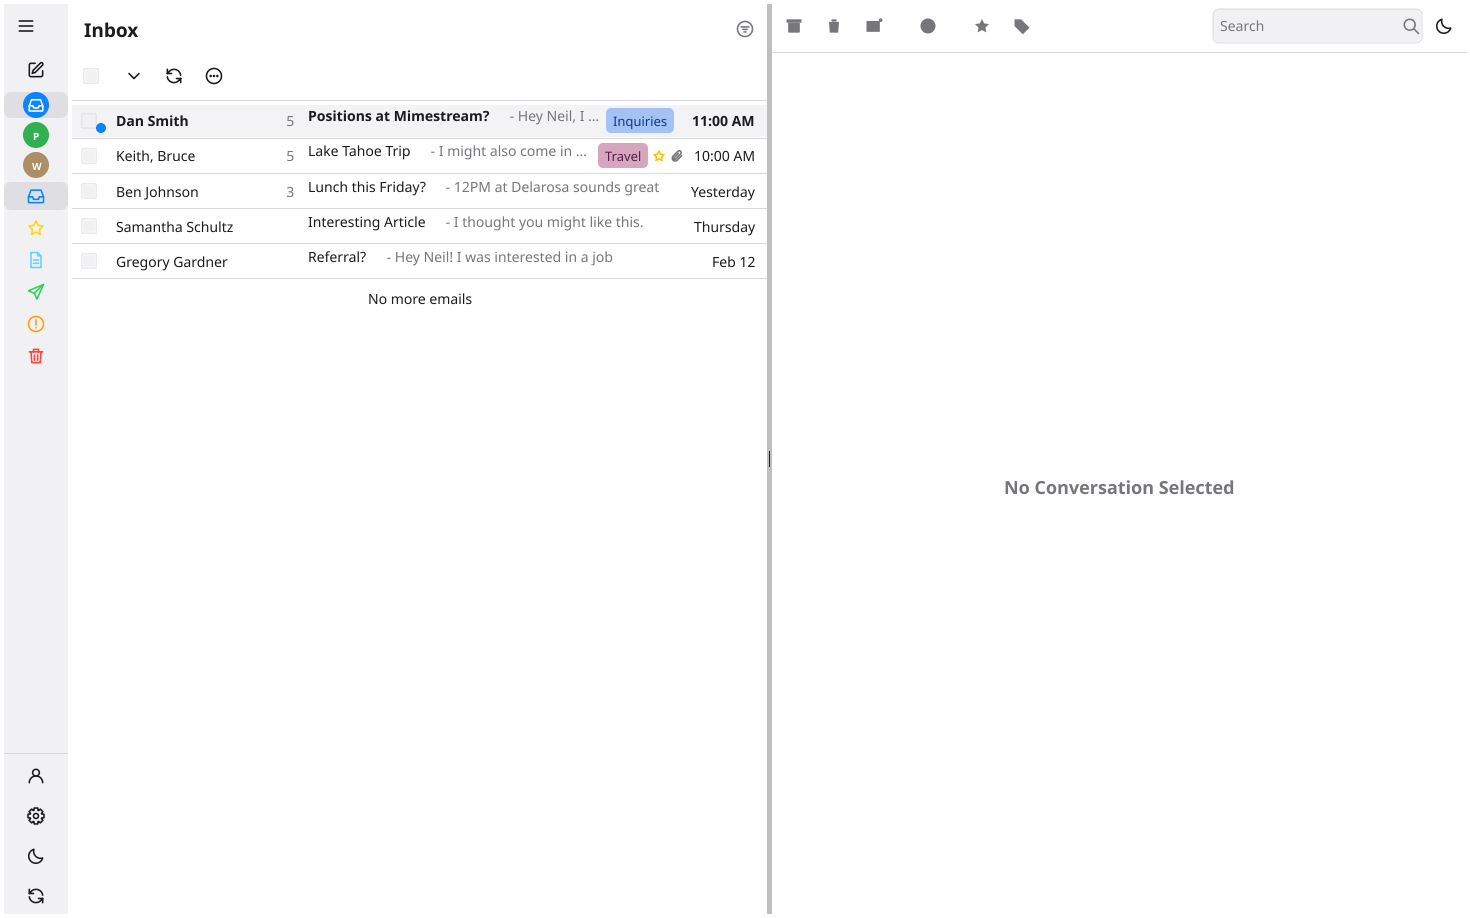 Inbox
Search
P
W
Dan Smith 5 Positions at Mimestream? - Hey Neil, I ... Inquiries 11:00 AM
Keith, Bruce 5 Lake Tahoe Trip - I might also come in ... Travel 10:00 AM
Ben Johnson 3 Lunch this Friday? - 12PM at Delarosa sounds great Yesterday
Samantha Schultz Interesting Article - I thought you might like this. Thursday
Gregory Gardner Referral? - Hey Neil! I was interested in a job Feb 12
No more emails
No Conversation Selected